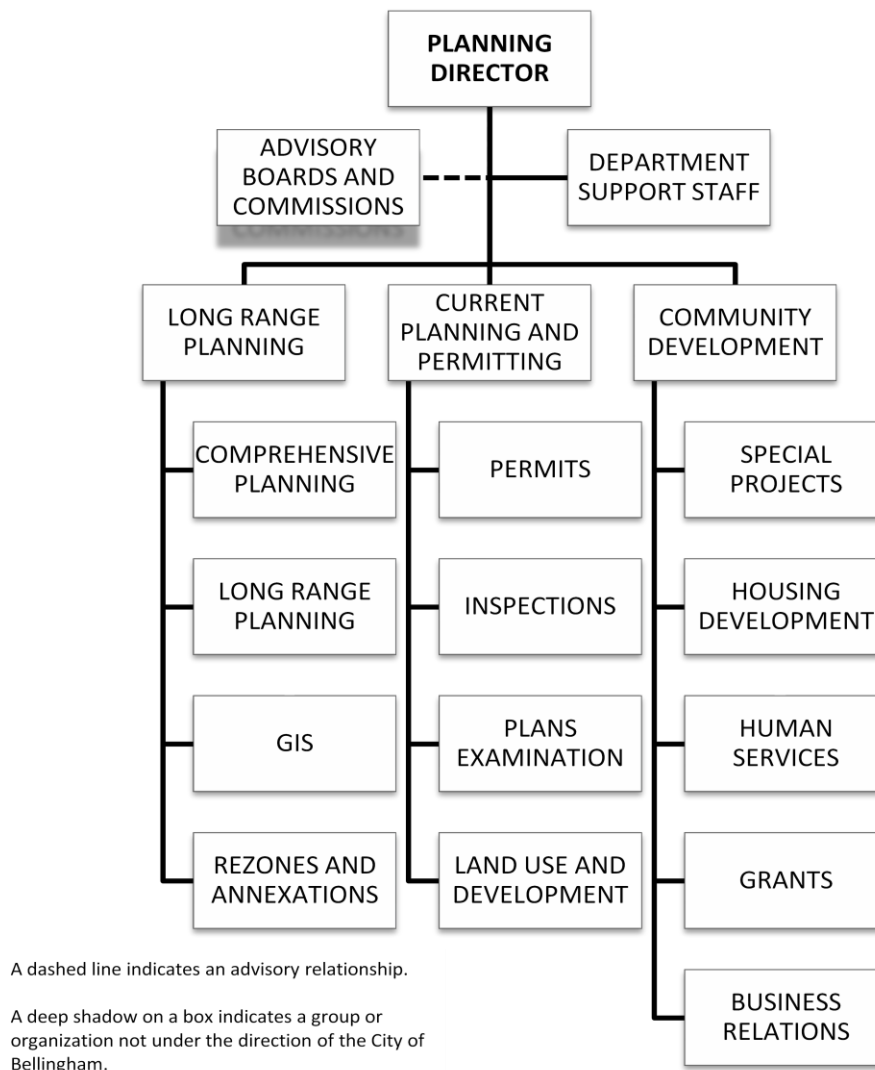 PLANNING
DIRECTOR
ADVISORY
BOARDS AND
COMMISSIONS
DEPARTMENT
SUPPORT STAFF
LONG RANGE
PLANNING
CURRENT
PLANNING AND
PERMITTING
COMMUNITY
DEVELOPMENT
COMPREHENSIVE
PLANNING
PERMITS
SPECIAL
PROJECTS
LONG RANGE
PLANNING
INSPECTIONS
HOUSING
DEVELOPMENT
GIS
PLANS
EXAMINATION
HUMAN
SERVICES
REZONES AND
ANNEXATIONS
LAND USE AND
DEVELOPMENT
GRANTS
BUSINESS
RELATIONS
A dashed line indicates an advisory relationship.
A deep shadow on a box indicates a group or
organization not under the direction of the City of
Bellingham.